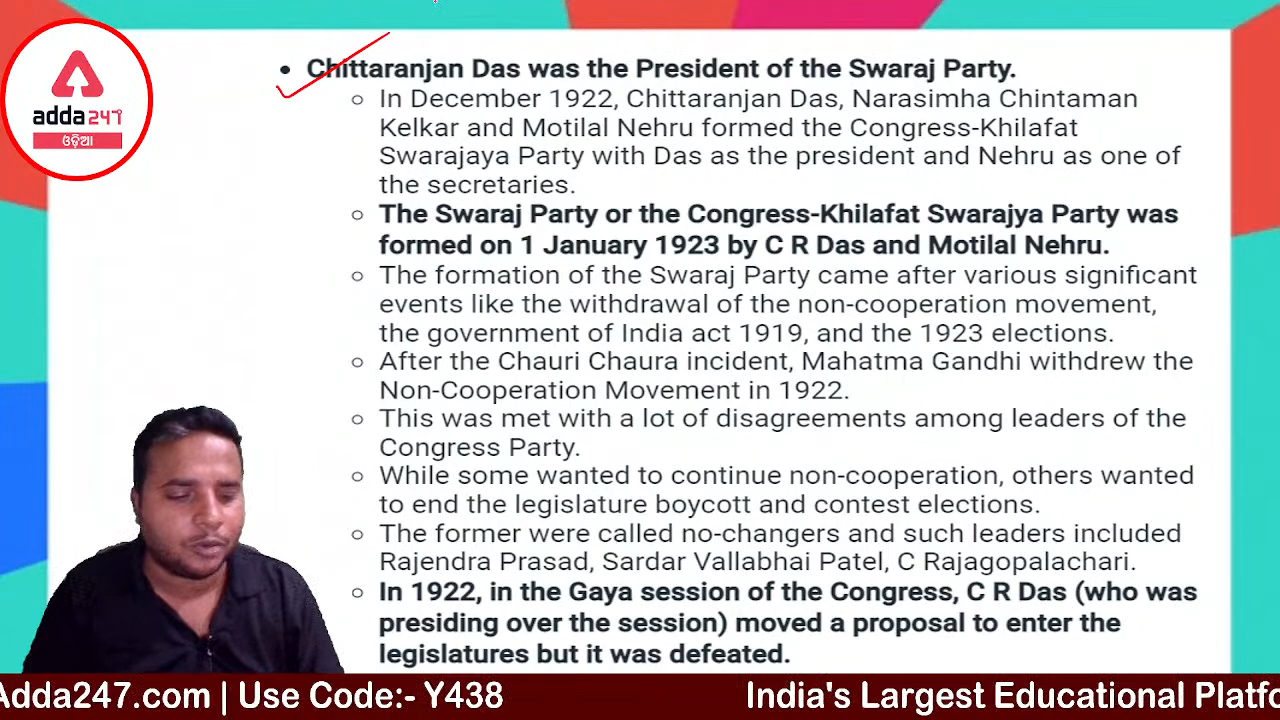 adda247
ଓଡ଼ିଆ
• Chittaranjan Das was the President of the Swaraj Party.
○ In December 1922, Chittaranjan Das, Narasimha Chintaman
Kelkar and Motilal Nehru formed the Congress-Khilafat
Swarajaya Party with Das as the president and Nehru as one of
the secretaries.
○ The Swaraj Party or the Congress-Khilafat Swarajya Party was
formed on 1 January 1923 by C R Das and Motilal Nehru.
○ The formation of the Swaraj Party came after various significant
events like the withdrawal of the non-cooperation movement,
the government of India act 1919, and the 1923 elections.
○ After the Chauri Chaura incident, Mahatma Gandhi withdrew the
Non-Cooperation Movement in 1922.
○ This was met with a lot of disagreements among leaders of the
Congress Party.
○ While some wanted to continue non-cooperation, others wanted
to end the legislature boycott and contest elections.
○ The former were called no-changers and such leaders included
Rajendra Prasad, Sardar Vallabhai Patel, C Rajagopalachari.
○ In 1922, in the Gaya session of the Congress, C R Das (who was
presiding over the session) moved a proposal to enter the
legislatures but it was defeated.
Adda247.com | Use Code:- Y438
India's Largest Educational Platfo